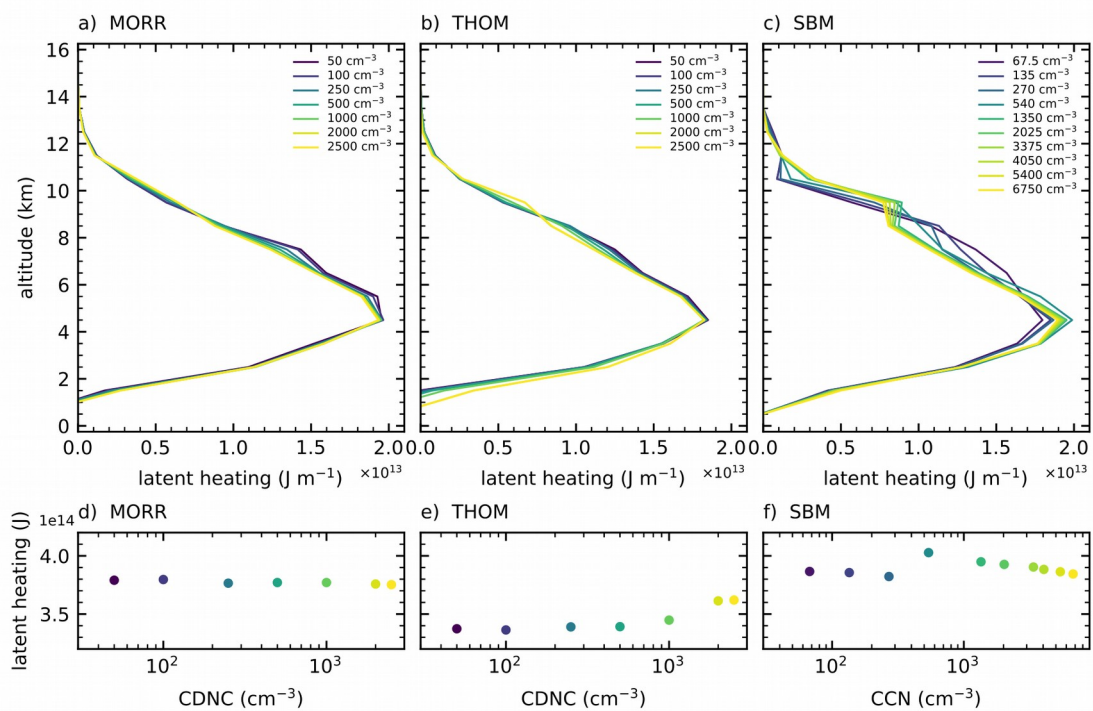 a) MORR
b) THOM
c) SBM
altitude (km)
16
14
12
10
8
6
4
2
0
50 cm⁻³
100 cm⁻³
250 cm⁻³
500 cm⁻³
1000 cm⁻³
2000 cm⁻³
2500 cm⁻³
50 cm⁻³
100 cm⁻³
250 cm⁻³
500 cm⁻³
1000 cm⁻³
2000 cm⁻³
2500 cm⁻³
67.5 cm⁻³
135 cm⁻³
270 cm⁻³
540 cm⁻³
1350 cm⁻³
2025 cm⁻³
3375 cm⁻³
4050 cm⁻³
5400 cm⁻³
6750 cm⁻³
0.0 0.5 1.0 1.5 2.0
0.0 0.5 1.0 1.5 2.0
0.0 0.5 1.0 1.5 2.0
latent heating (J m⁻¹) ×10¹³
latent heating (J m⁻¹) ×10¹³
latent heating (J m⁻¹) ×10¹³
d) MORR
e) THOM
f) SBM
1e14
latent heating (J)
4.0
3.5
10² 10³
10² 10³
10² 10³
CDNC (cm⁻³)
CDNC (cm⁻³)
CCN (cm⁻³)